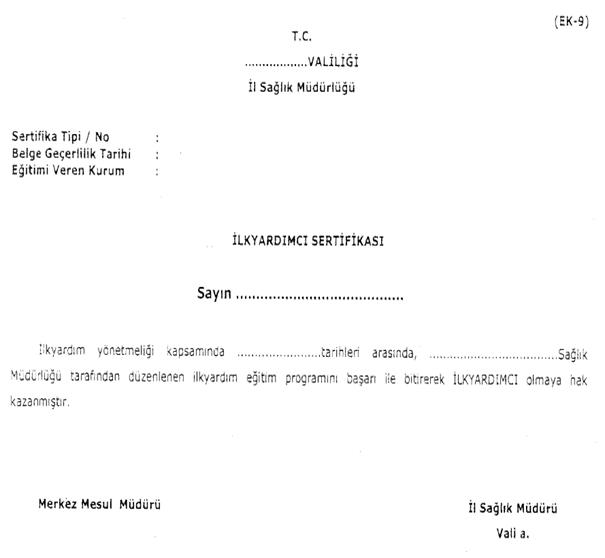 (EK-9)
T.C.
...................VALİLİĞİ
İl Sağlık Müdürlüğü
Sertifika Tipi / No :
Belge Geçerlilik Tarihi :
Eğitimi Veren Kurum :
İLKYARDIMCI SERTİFİKASI
Sayın ..........................................
İlkyardım yönetmeliği kapsamında .........................tarihleri arasında, ......................................Sağlık
Müdürlüğü tarafından düzenlenen ilkyardım eğitim programını başarı ile bitirerek İLKYARDIMCI olmaya hak
kazanmıştır.
Merkez Mesul Müdürü
İl Sağlık Müdürü
Vali a.